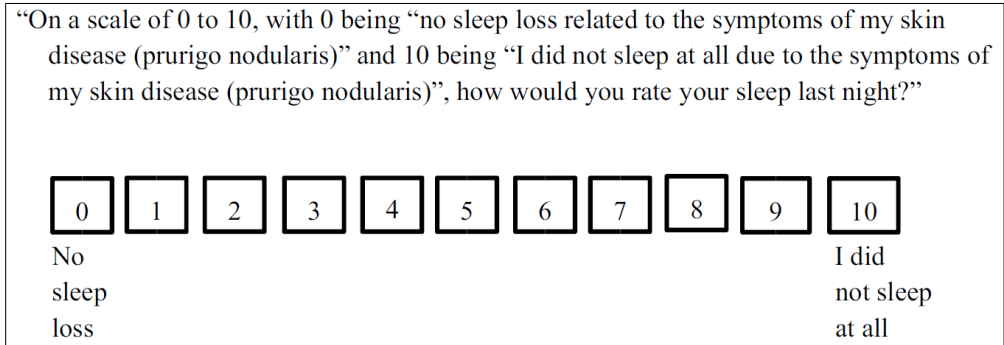 “On a scale of 0 to 10, with 0 being “no sleep loss related to the symptoms of my skin
disease (prurigo nodularis)” and 10 being “I did not sleep at all due to the symptoms of
my skin disease (prurigo nodularis)”, how would you rate your sleep last night?”
0 1 2 3 4 5 6 7 8 9 10
No I did
sleep not sleep
loss at all